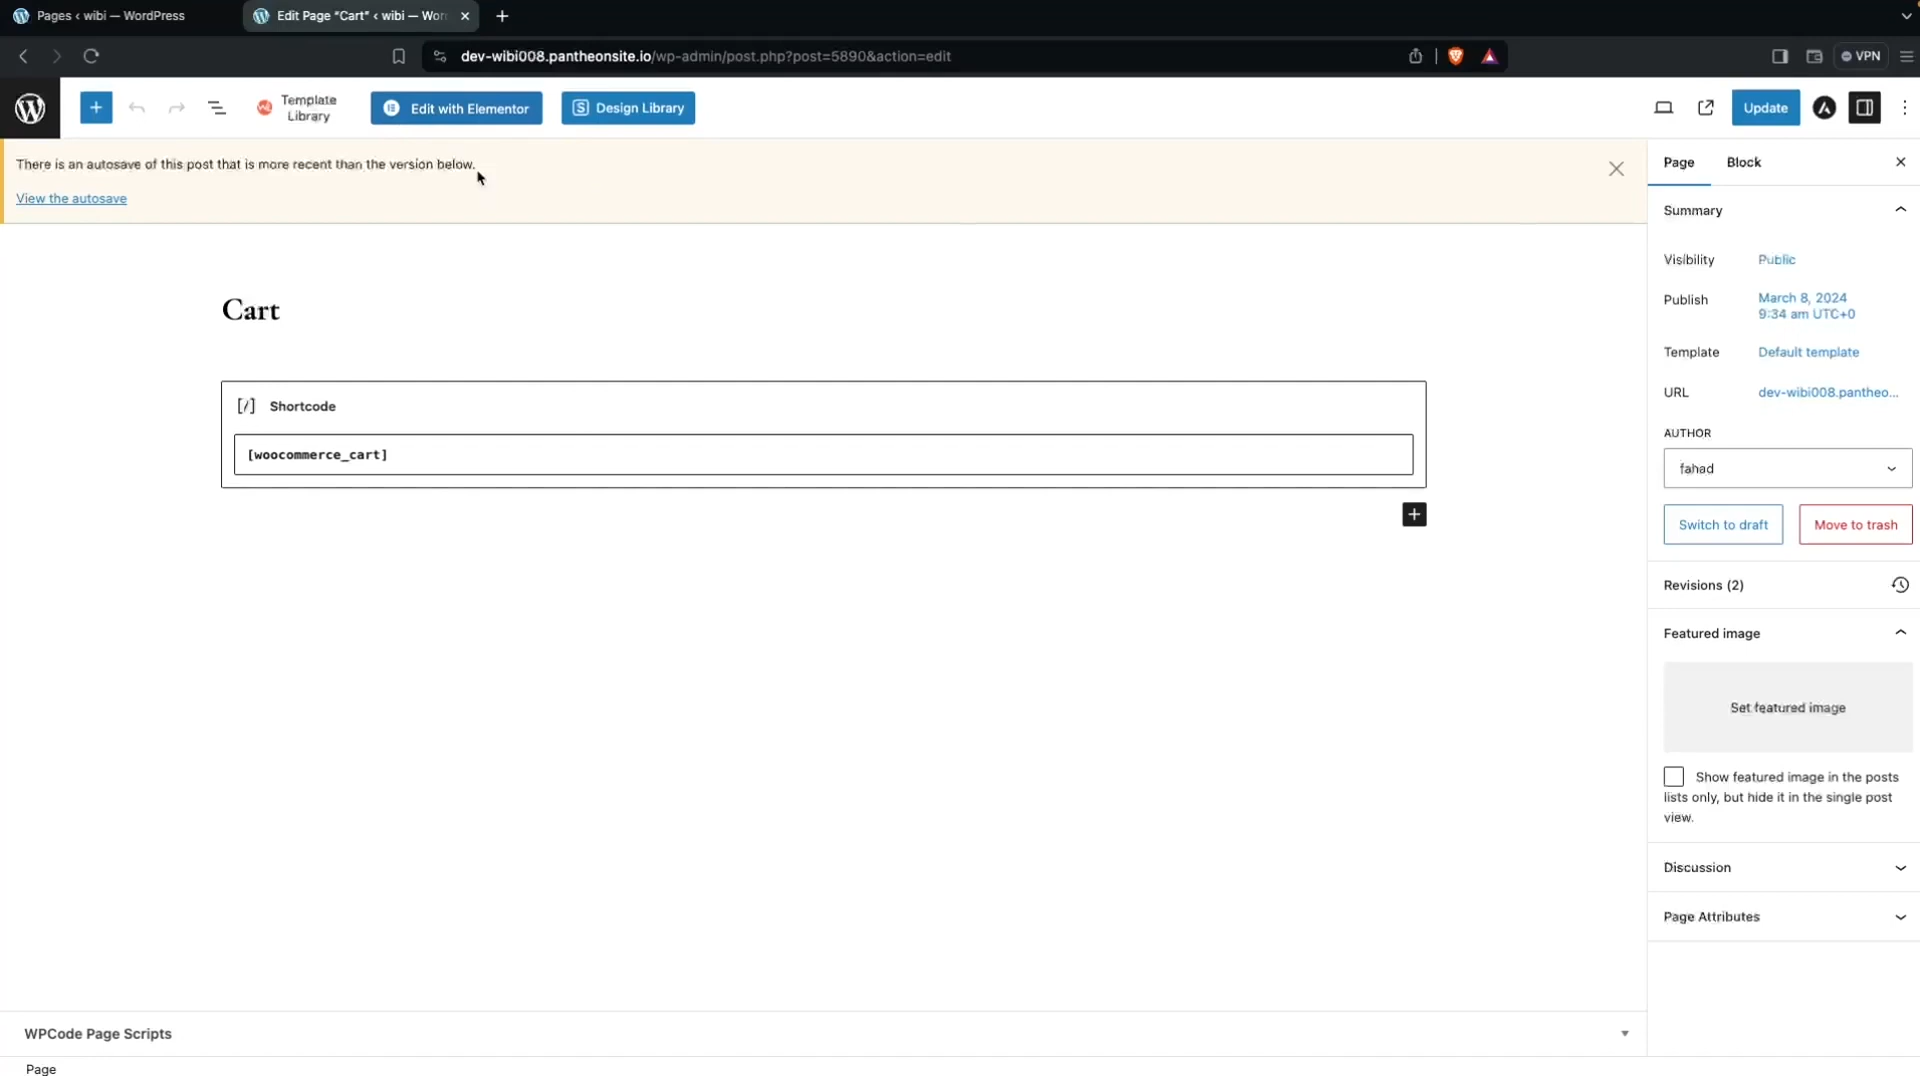 Pages < wibi — WordPress
Edit Page "Cart" < wibi — Wor
dev-wibi008.pantheonsite.io/wp-admin/post.php?post=5890&action=edit
VPN
Template
Library
Edit with Elementor
Design Library
Update
There is an autosave of this post that is more recent than the version below.
View the autosave
Page
Block
Summary
Visibility
Public
Publish
March 8, 2024
9:34 am UTC+0
Template
Default template
URL
dev-wibi008.pantheo...
AUTHOR
fahad
Switch to draft
Move to trash
Revisions (2)
Featured image
Set featured image
Show featured image in the posts
lists only, but hide it in the single post
view.
Discussion
Page Attributes
Cart
[/] Shortcode
[woocommerce_cart]
WPCode Page Scripts
Page